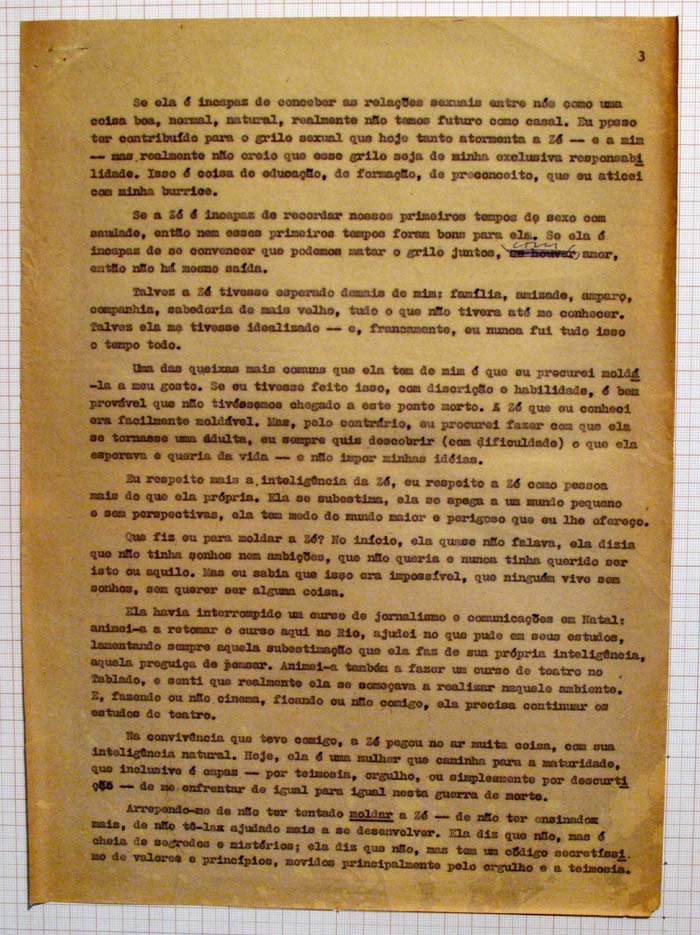 3
Se ela é incapaz de conceber as relações sexuais entre nós como uma
coisa boa, normal, natural, realmente não temos futuro como casal. Eu ppsso
ter contribuído para o grilo sexual que hoje tanto atormenta a Zé — e a mim
— mas realmente não creio que esse grilo seja de minha exclusiva responsabi
lidade. Isso é coisa de educação, de formação, de preconceito, que eu aticei
com minha burrice.
Se a Zé é incapaz de recordar nossos primeiros tempos de sexo com
saudade, então nem esses primeiros tempos foram bons para ela. Se ela é
incapaz de se convencer que podemos matar o grilo juntos, com se houver amor,
então não há mesmo saída.
Talvez a Zé tivesse esperado demais de mim: família, amizade, amparo,
companhia, sabedoria de mais velho, tudo o que não tivera até me conhecer.
Talvez ela me tivesse idealizado — e, francamente, eu nunca fui tudo isso
o tempo todo.
Uma das queixas mais comuns que ela tem de mim é que eu procurei moldá
-la a meu gosto. Se eu tivesse feito isso, com discrição e habilidade, é bem
provável que não tivéssemos chegado a este ponto morto. A Zé que eu conheci
era facilmente moldável. Mas, pelo contrário, eu procurei fazer com que ela
se tornasse uma ádulta, eu sempre quis descobrir (com dificuldade) o que ela
esperava e queria da vida — e não impor minhas idéias.
Eu respeito mais a inteligência da Zé, eu respeito a Zé como pessoa
mais do que ela própria. Ela se subestima, ela se apega a um mundo pequeno
e sem perspectivas, ela tem medo do mundo maior e perigoso que eu lhe ofereço.
Que fiz eu para moldar a Zé? No início, ela quase não falava, ela dizia
que não tinha sonhos nem ambições, que não queria e nunca tinha querido ser
isto ou aquilo. Mas eu sabia que isso era impossível, que ninguém vive sem
sonhos, sem querer ser alguma coisa.
Ela havia interrompido um curso de jornalismo e comunicações em Natal:
animei-a a retomar o curso aqui no Rio, ajudei no que pude em seus estudos,
lamentando sempre aquela subestimação que ela faz de sua própria inteligência,
aquela preguiça de pensar. Animei-a também a fazer um curso de teatro no
Tablado, e senti que realmente ela se começava a realizar naquele ambiente.
E, fazendo ou não cinema, ficando ou não comigo, ela precisa continuar os
estudos de teatro.
Na convivência que teve comigo, a Zé pegou no ar muita coisa, com sua
inteligência natural. Hoje, ela é uma mulher que caminha para a maturidade,
que inclusive é capaz — por teimosia, orgulho, ou simplesmente por descurti
ção — de me enfrentar de igual para igual nesta guerra de morte.
Arrependo-me de não ter tentado moldar a Zé — de não ter ensinadox
mais, de não tê-lax ajudado mais a se desenvolver. Ela diz que não, mas é
cheia de segredos e mistérios; ela diz que não, mas tem um código secretíssi
mo de valores e princípios, movidos principalmente pelo orgulho e a teimosia.